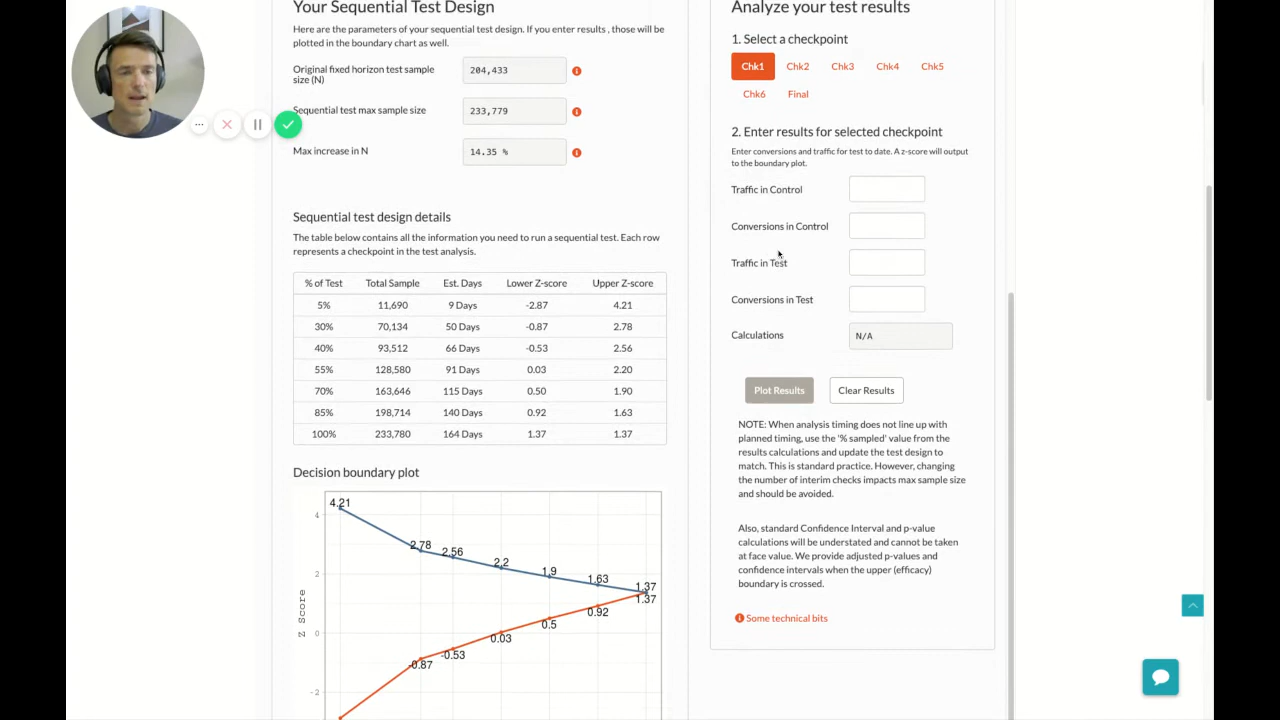 Your Sequential Test Design
Here are the parameters of your sequential test design. If you enter results , those will be
plotted in the boundary chart as well.
Original fixed horizon test sample
size (N)
204,433
Sequential test max sample size
233,779
Max increase in N
14.35 %
Sequential test design details
The table below contains all the information you need to run a sequential test. Each row
represents a checkpoint in the test analysis.
% of Test Total Sample Est. Days Lower Z-score Upper Z-score
5% 11,690 9 Days -2.87 4.21
30% 70,134 50 Days -0.87 2.78
40% 93,512 66 Days -0.53 2.56
55% 128,580 91 Days 0.03 2.20
70% 163,646 115 Days 0.50 1.90
85% 198,714 140 Days 0.92 1.63
100% 233,780 164 Days 1.37 1.37
Decision boundary plot
4.21
4
2.78
2.56
2.2
2
1.9
1.63
1.37
1.37
0.92
0.5
0.03
0
-0.53
-0.87
-2
Z Score
Analyze your test results
1. Select a checkpoint
Chk1 Chk2 Chk3 Chk4 Chk5
Chk6 Final
2. Enter results for selected checkpoint
Enter conversions and traffic for test to date. A z-score will output
to the boundary plot.
Traffic in Control
Conversions in Control
Traffic in Test
Conversions in Test
Calculations
N/A
Plot Results Clear Results
NOTE: When analysis timing does not line up with
planned timing, use the '% sampled' value from the
results calculations and update the test design to
match. This is standard practice. However, changing
the number of interim checks impacts max sample size
and should be avoided.
Also, standard Confidence Interval and p-value
calculations will be understated and cannot be taken
at face value. We provide adjusted p-values and
confidence intervals when the upper (efficacy)
boundary is crossed.
Some technical bits